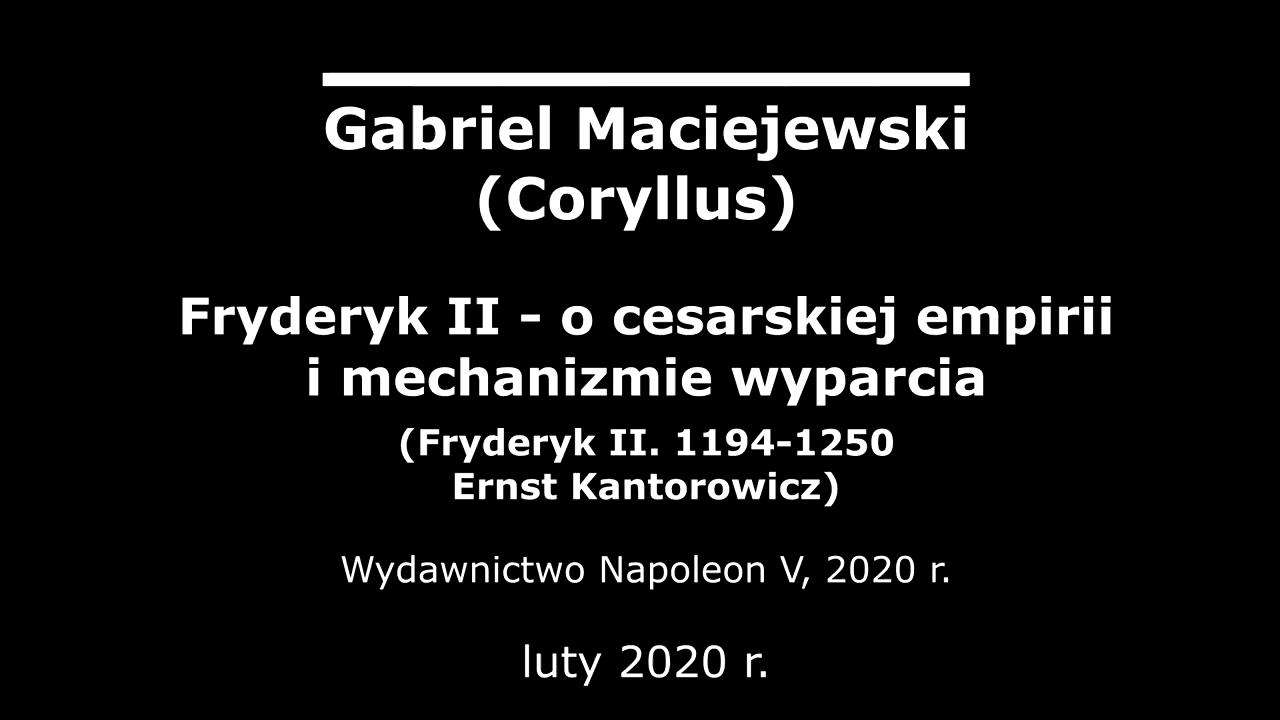 Gabriel Maciejewski
(Coryllus)
Fryderyk II - o cesarskiej empirii
i mechanizmie wyparcia
(Fryderyk II. 1194-1250
Ernst Kantorowicz)
Wydawnictwo Napoleon V, 2020 r.
luty 2020 r.